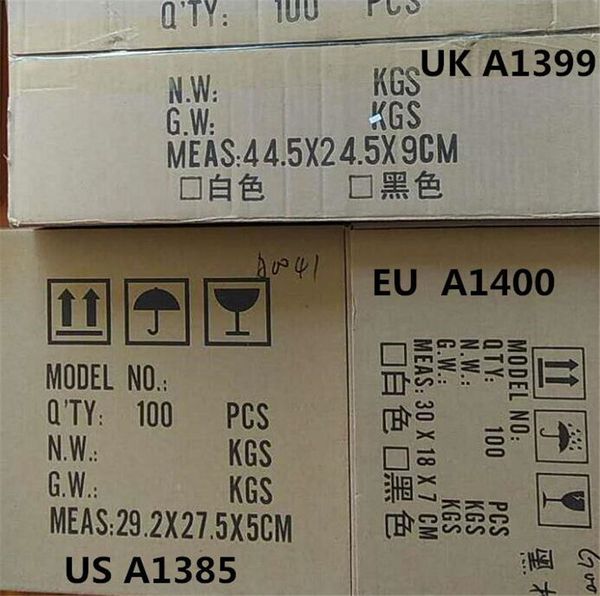 Q'TY: 100 PCS
UK A1399
N.W: KGS
G.W: KGS
MEAS:44.5X24.5X9CM
□白色 □黑色
A0041
MODEL NO.:
Q'TY: 100 PCS
N.W.: KGS
G.W.: KGS
MEAS:29.2X27.5X5CM
US A1385
EU A1400
MODEL NO:
QTY: 100 PCS
N.W.: KGS
G.W.: KGS
MEAS: 30 X 18 X 7 CM
□白色 □黑色